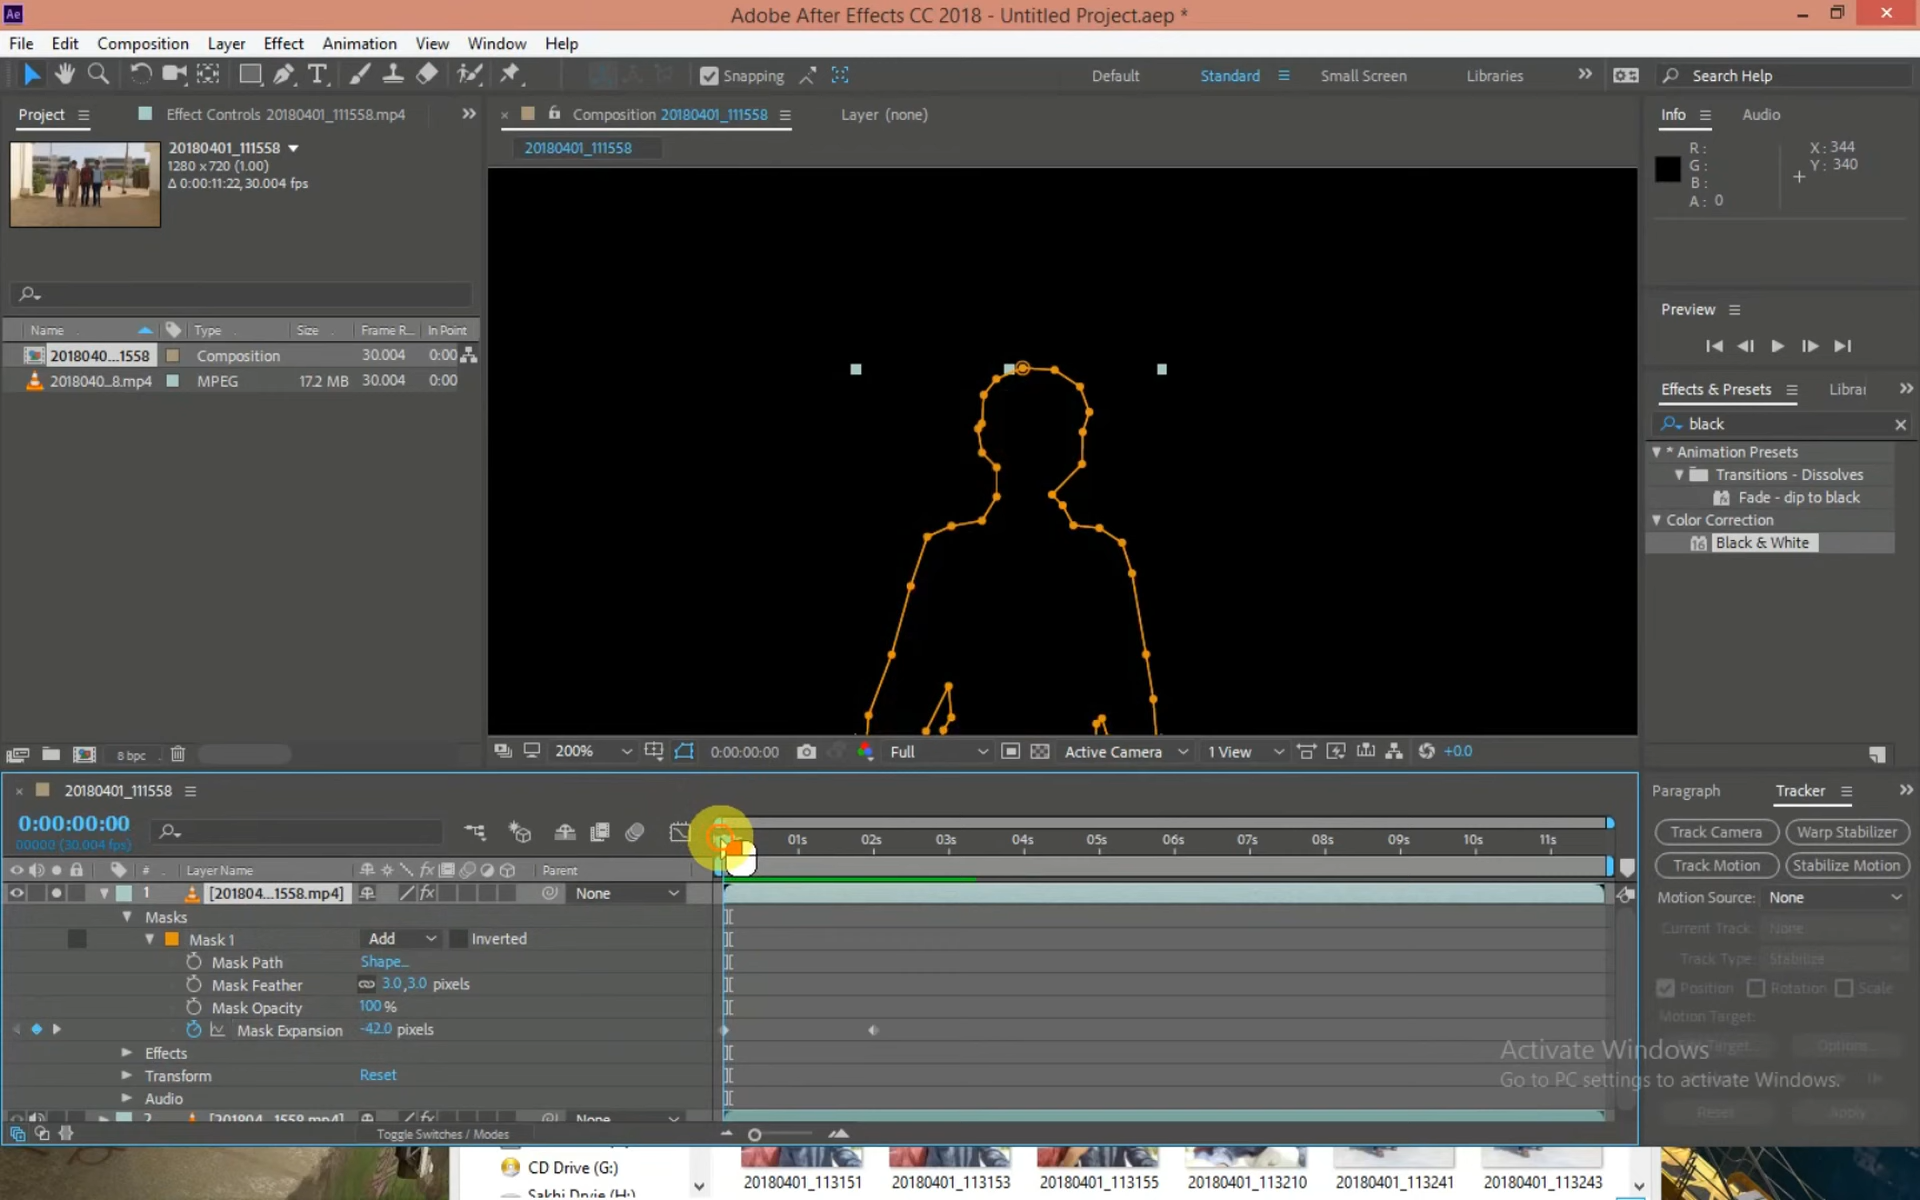 Ae
Adobe After Effects CC 2018 - Untitled Project.aep *
File Edit Composition Layer Effect Animation View Window Help
Snapping Default Standard Small Screen Libraries Search Help
Project Effect Controls 20180401_111558.mp4 Composition 20180401_111558 Layer (none) Info Audio
20180401_111558
20180401_111558
1280 x 720 (1.00)
Δ 0:00:11:22, 30.004 fps
R: X: 344
G: Y: 340
B:
A: 0
Preview
Name Type Size Frame R... In Point
2018040...1558 Composition 30.004 0:00
2018040...8.mp4 MPEG 17.2 MB 30.004 0:00
Effects & Presets Librai
black
* Animation Presets
Transitions - Dissolves
Fade - dip to black
Color Correction
16 Black & White
8 bpc 200% 0:00:00:00 Full Active Camera 1 View +0.0
20180401_111558 Paragraph Tracker
0:00:00:00
00000 (30.004 fps)
01s 02s 03s 04s 05s 06s 07s 08s 09s 10s 11s
Track Camera Warp Stabilizer
Track Motion Stabilize Motion
# Layer Name Parent
1 [201804...1558.mp4] None
Motion Source: None
Masks
Current Track: None
Mask 1 Add Inverted
Mask Path Shape...
Track Type: Stabilize
Mask Feather 3.0,3.0 pixels
Position Rotation Scale
Mask Opacity 100 %
Motion Target:
Mask Expansion -42.0 pixels
Effects
Options...
Activate Windows
Go to PC settings to activate Windows.
Transform Reset
Audio
Reset Apply
2 [201804...1558.mp4] None
Toggle Switches / Modes
CD Drive (G:)
Sakhi Drvie (H:)
20180401_113151 20180401_113153 20180401_113155 20180401_113210 20180401_113241 20180401_113243